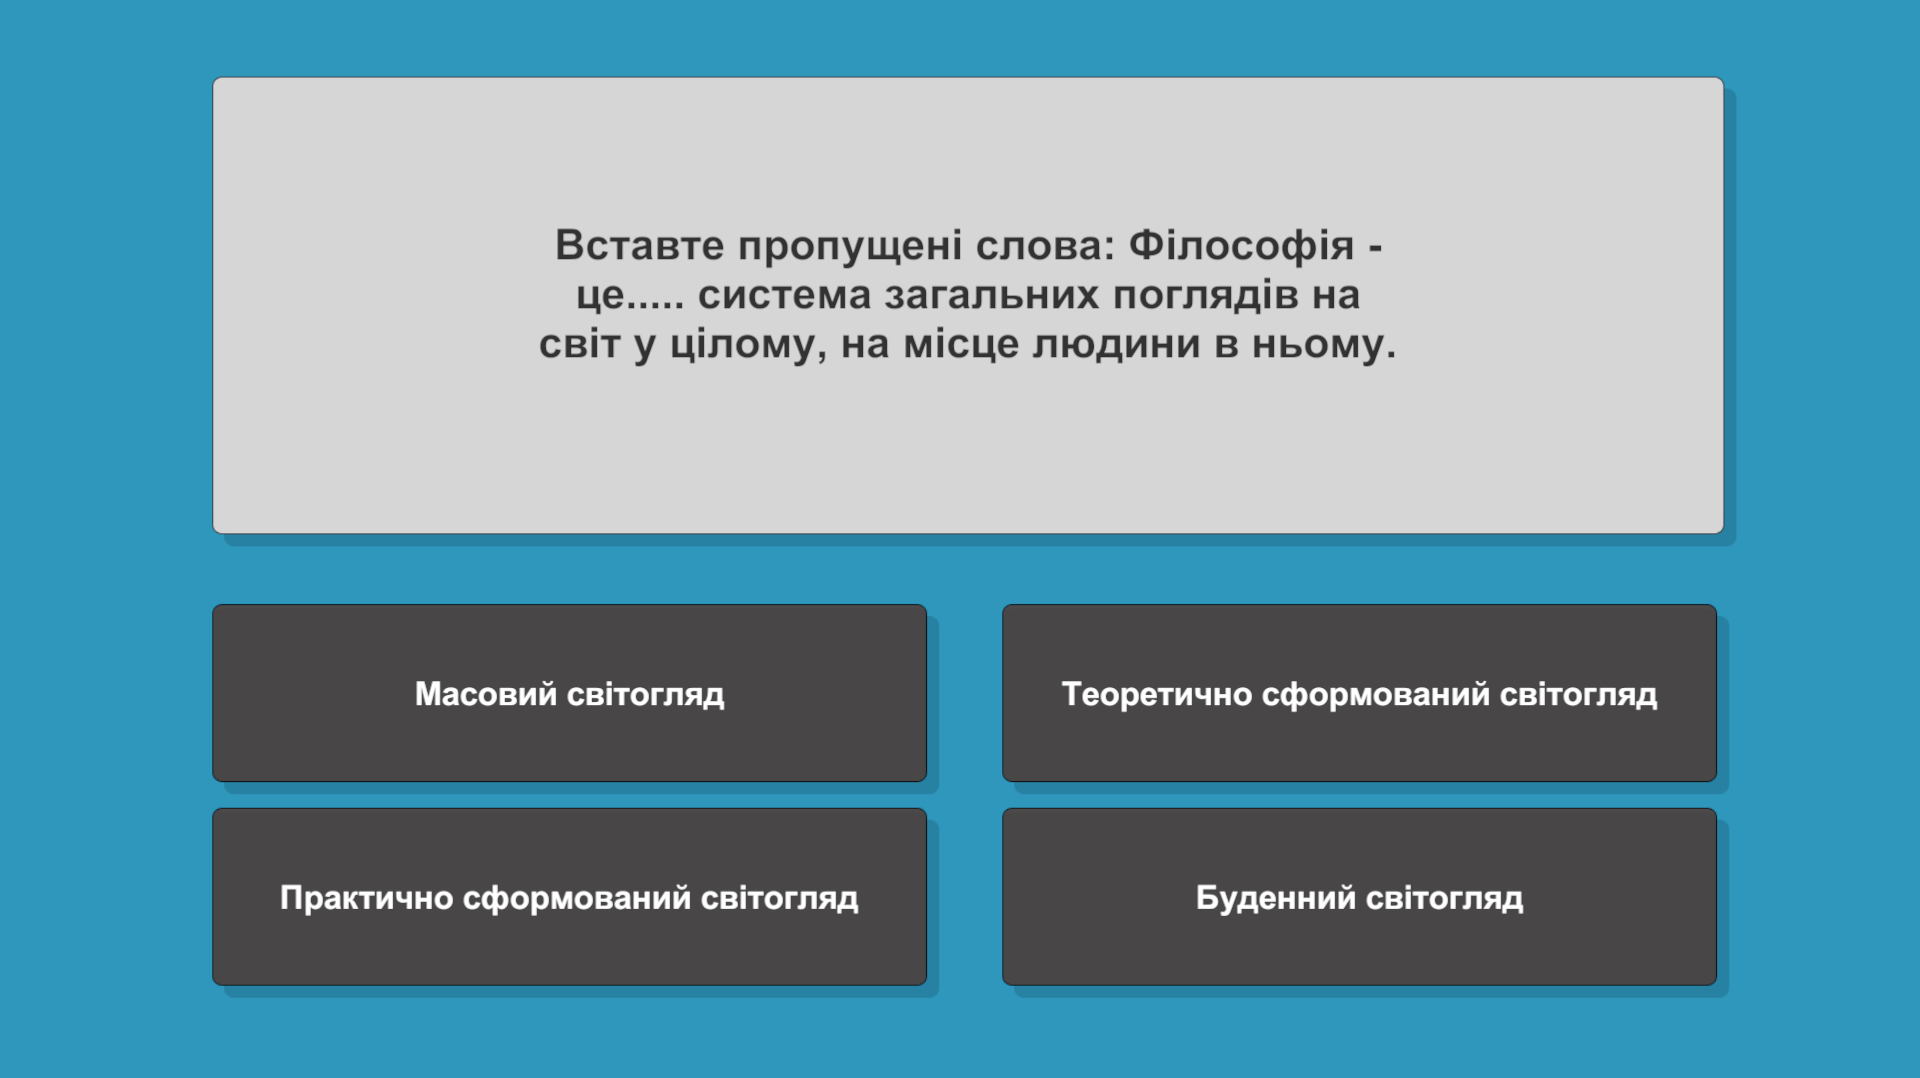 Вставте пропущені слова: Філософія -
це..... система загальних поглядів на
світ у цілому, на місце людини в ньому.
Масовий світогляд
Теоретично сформований світогляд
Практично сформований світогляд
Буденний світогляд